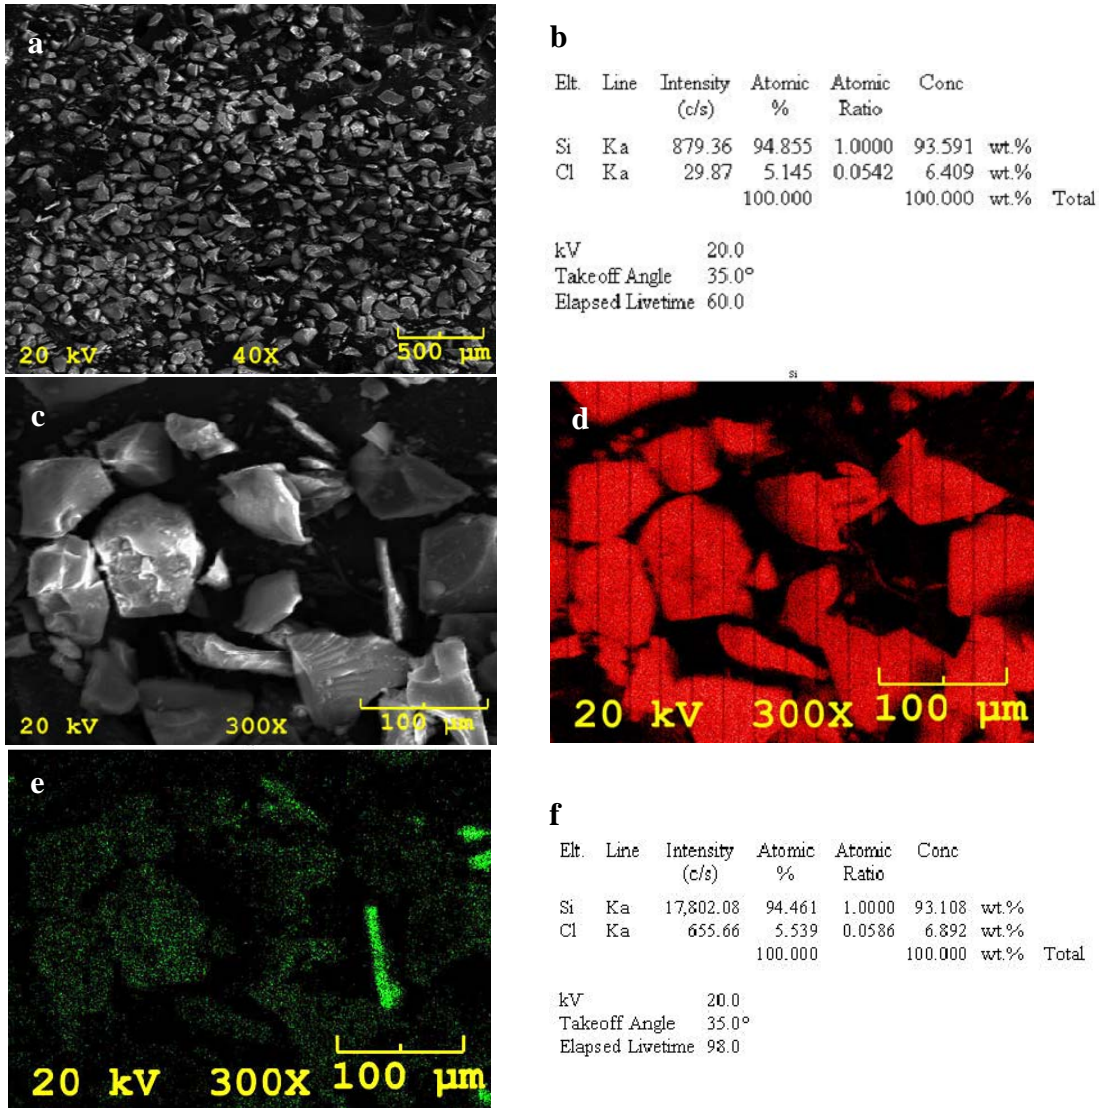 a
20 kV 40X 500 μm
b
Elt. Line Intensity Atomic Atomic Conc
(c/s) % Ratio
Si Ka 879.36 94.855 1.0000 93.591 wt.%
Cl Ka 29.87 5.145 0.0542 6.409 wt.%
100.000 100.000 wt.% Total
kV 20.0
Takeoff Angle 35.0°
Elapsed Livetime 60.0
c
20 kV 300X 100 μm
Si
d
20 kV 300X 100 μm
e
20 kV 300X 100 μm
f
Elt. Line Intensity Atomic Atomic Conc
(c/s) % Ratio
Si Ka 17,802.08 94.461 1.0000 93.108 wt.%
Cl Ka 655.66 5.539 0.0586 6.892 wt.%
100.000 100.000 wt.% Total
kV 20.0
Takeoff Angle 35.0°
Elapsed Livetime 98.0